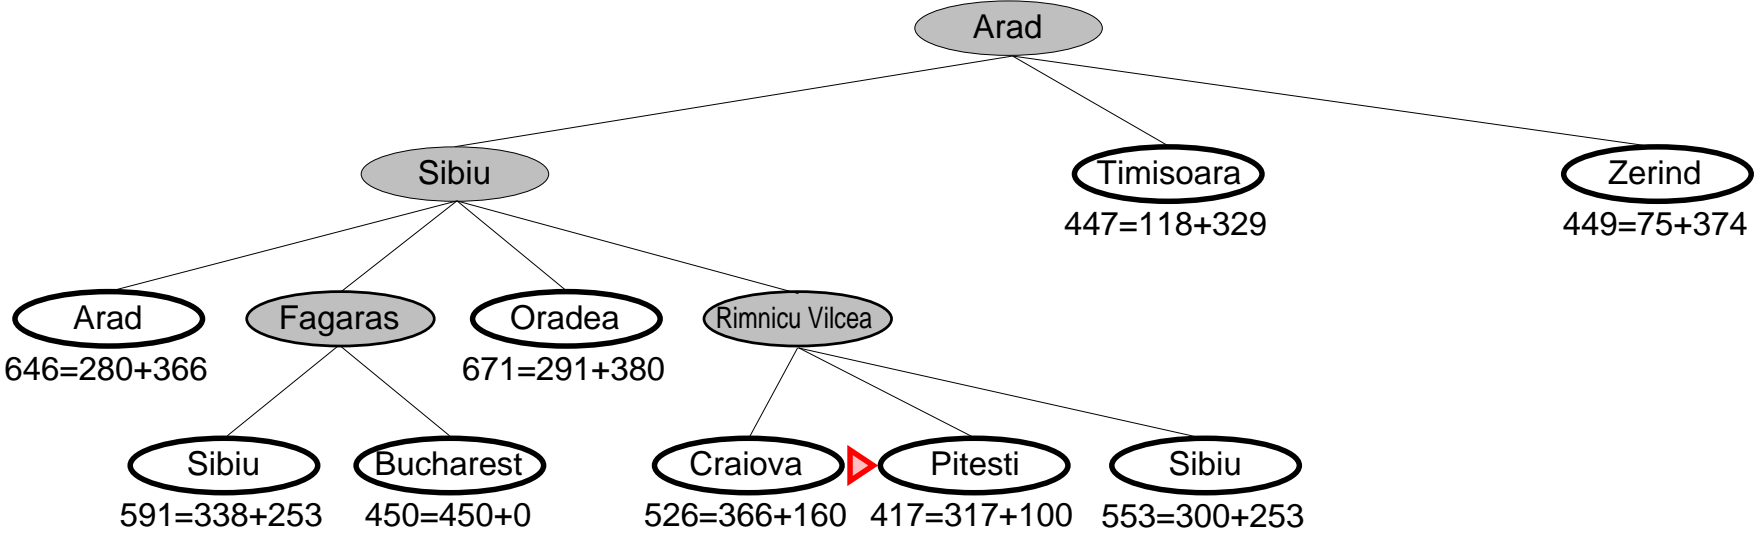 Arad
Sibiu
Timisoara
Zerind
447=118+329
449=75+374
Arad
Fagaras
Oradea
Rimnicu Vilcea
646=280+366
671=291+380
Sibiu
Bucharest
Craiova
Pitesti
Sibiu
591=338+253
450=450+0
526=366+160
417=317+100
553=300+253